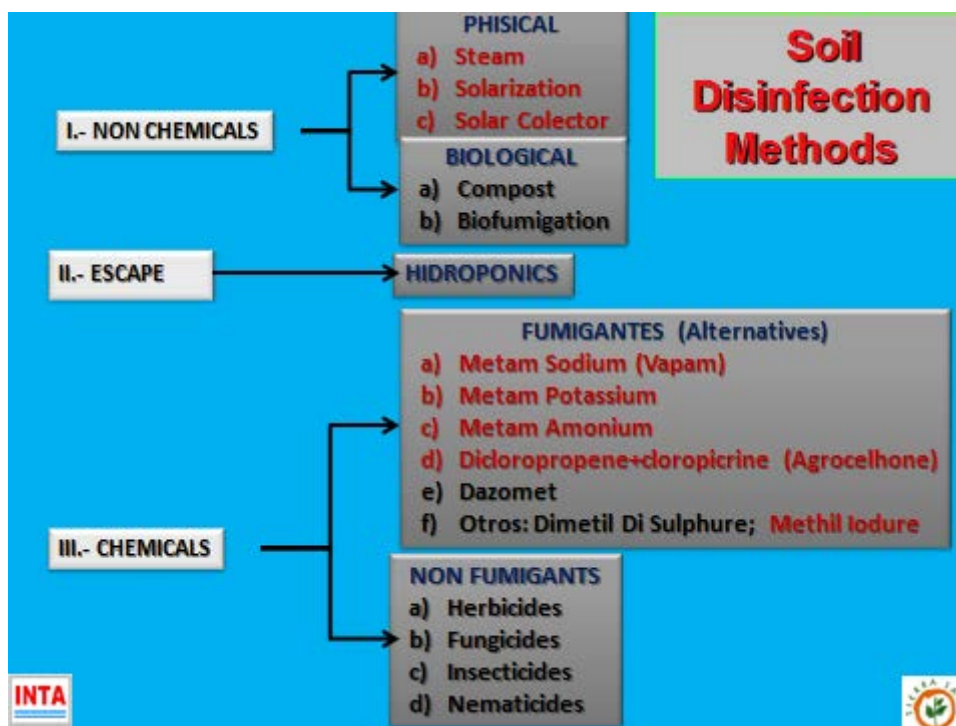 Soil
Disinfection
Methods
I.- NON CHEMICALS
PHISICAL
a) Steam
b) Solarization
c) Solar Colector
BIOLOGICAL
a) Compost
b) Biofumigation
II.- ESCAPE
HIDROPONICS
III.- CHEMICALS
FUMIGANTES (Alternatives)
a) Metam Sodium (Vapam)
b) Metam Potassium
c) Metam Amonium
d) Dicloropropene+cloropicrine (Agrocelhone)
e) Dazomet
f) Otros: Dimetil Di Sulphure; Methil Iodure
NON FUMIGANTS
a) Herbicides
b) Fungicides
c) Insecticides
d) Nematicides
INTA